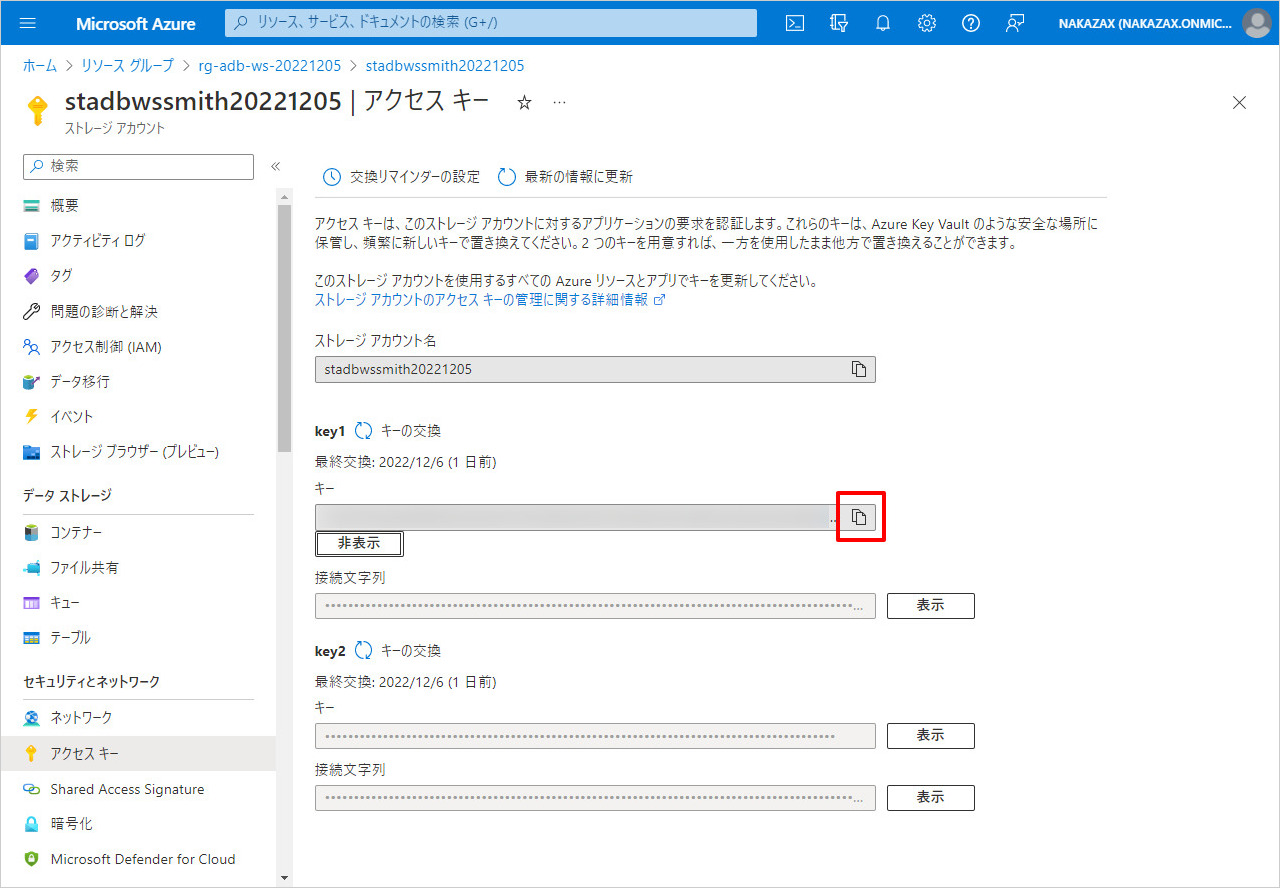 Microsoft Azure
リソース、サービス、ドキュメントの検索 (G+/)
NAKAZAX (NAKAZAX.ONMIC...
ホーム > リソース グループ > rg-adb-ws-20221205 > stadbwssmith20221205
stadbwssmith20221205 | アクセス キー
ストレージ アカウント
検索
概要
アクティビティ ログ
タグ
問題の診断と解決
アクセス制御 (IAM)
データ移行
イベント
ストレージ ブラウザー (プレビュー)
データ ストレージ
コンテナー
ファイル共有
キュー
テーブル
セキュリティとネットワーク
ネットワーク
アクセス キー
Shared Access Signature
暗号化
Microsoft Defender for Cloud
交換リマインダーの設定
最新の情報に更新
アクセス キーは、このストレージ アカウントに対するアプリケーションの要求を認証します。これらのキーは、Azure Key Vault のような安全な場所に
保管し、頻繁に新しいキーで置き換えてください。2 つのキーを用意すれば、一方を使用したまま他方で置き換えることができます。
このストレージ アカウントを使用するすべての Azure リソースとアプリでキーを更新してください。
ストレージ アカウントのアクセス キーの管理に関する詳細情報
ストレージ アカウント名
stadbwssmith20221205
key1 キーの交換
最終交換: 2022/12/6 (1 日前)
キー
非表示
接続文字列
表示
key2 キーの交換
最終交換: 2022/12/6 (1 日前)
キー
表示
接続文字列
表示